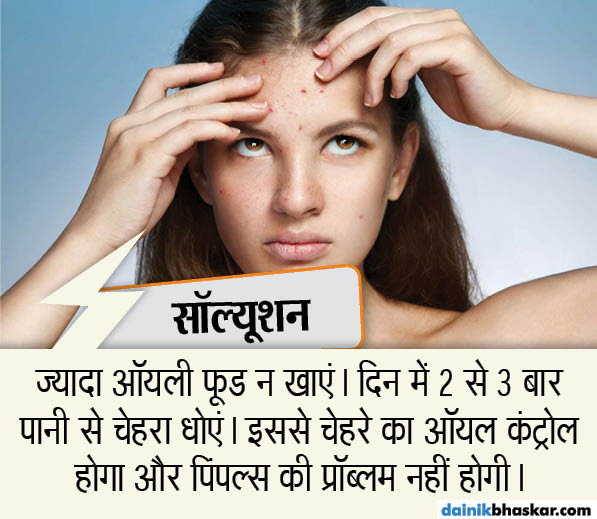 सॉल्यूशन
ज्यादा ऑयली फूड न खाएं। दिन में 2 से 3 बार
पानी से चेहरा धोएं। इससे चेहरे का ऑयल कंट्रोल
होगा और पिंपल्स की प्रॉब्लम नहीं होगी।
dainikbhaskar.com